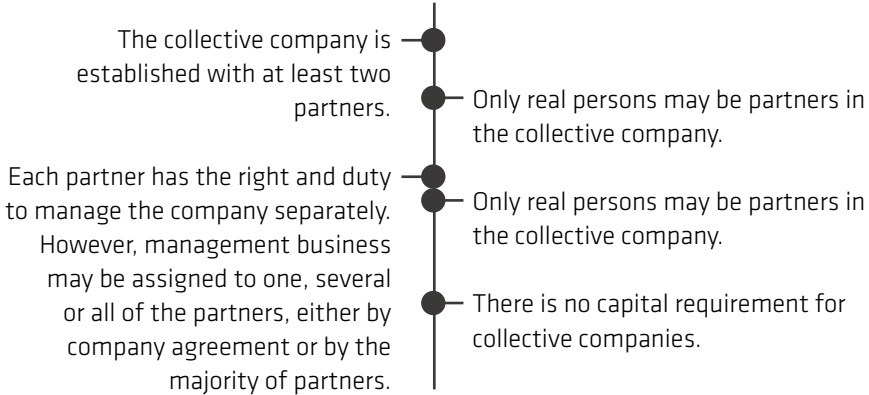 The collective company is
established with at least two
partners.
Only real persons may be partners in
the collective company.
Each partner has the right and duty
to manage the company separately.
However, management business
may be assigned to one, several
or all of the partners, either by
company agreement or by the
majority of partners.
Only real persons may be partners in
the collective company.
There is no capital requirement for
collective companies.